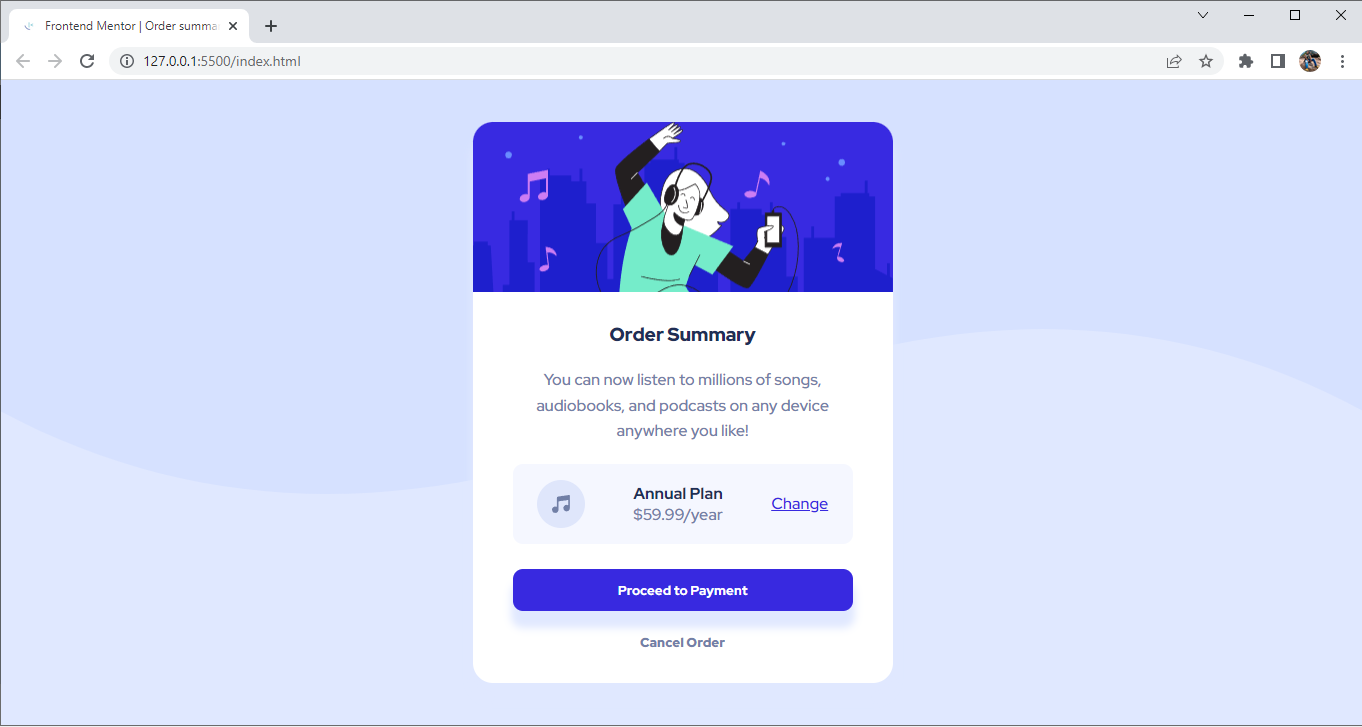 Frontend Mentor | Order summa
127.0.0.1:5500/index.html
Order Summary
You can now listen to millions of songs,
audiobooks, and podcasts on any device
anywhere you like!
Annual Plan
$59.99/year
Change
Proceed to Payment
Cancel Order